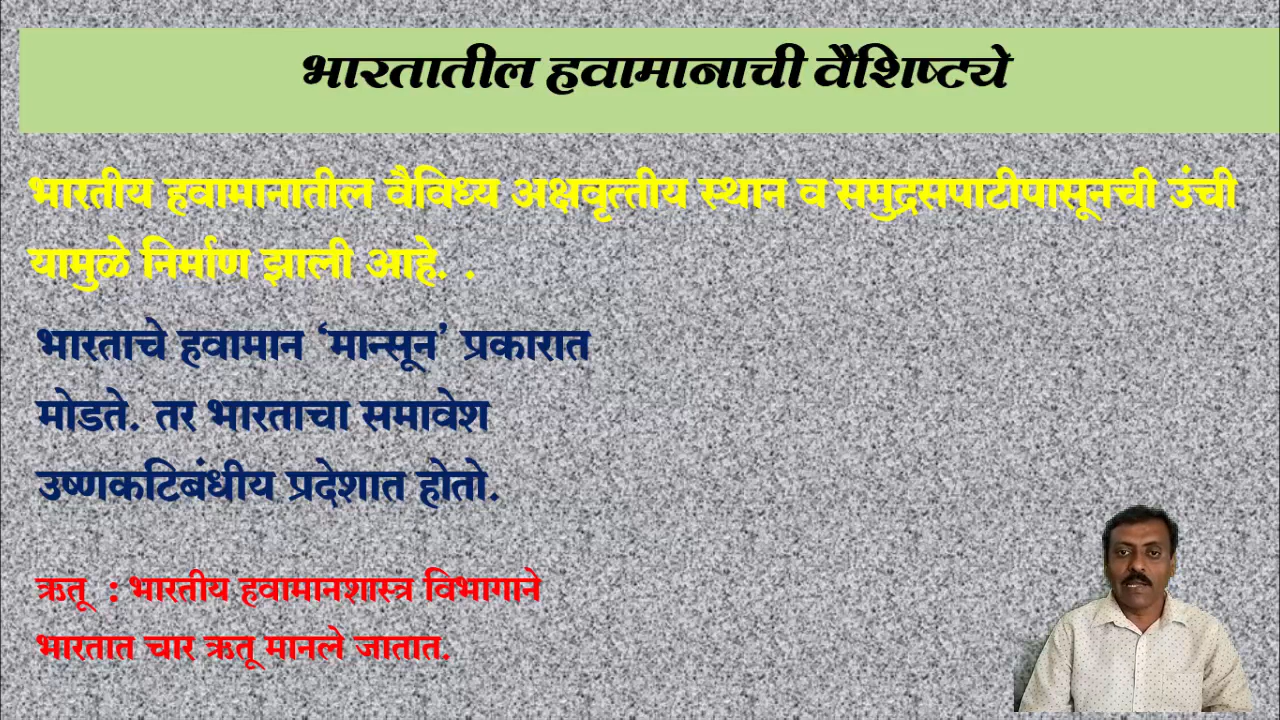 भारतातील हवामानाची वैशिष्ट्ये
भारतीय हवामानातील वैविध्य अक्षवृत्तीय स्थान व समुद्रसपाटीपासूनची उंची
यामुळे निर्माण झाली आहे. .
भारताचे हवामान ‘मान्सून’ प्रकारात
मोडते. तर भारताचा समावेश
उष्णकटिबंधीय प्रदेशात होतो.
ऋतू : भारतीय हवामानशास्त्र विभागाने
भारतात चार ऋतू मानले जातात.